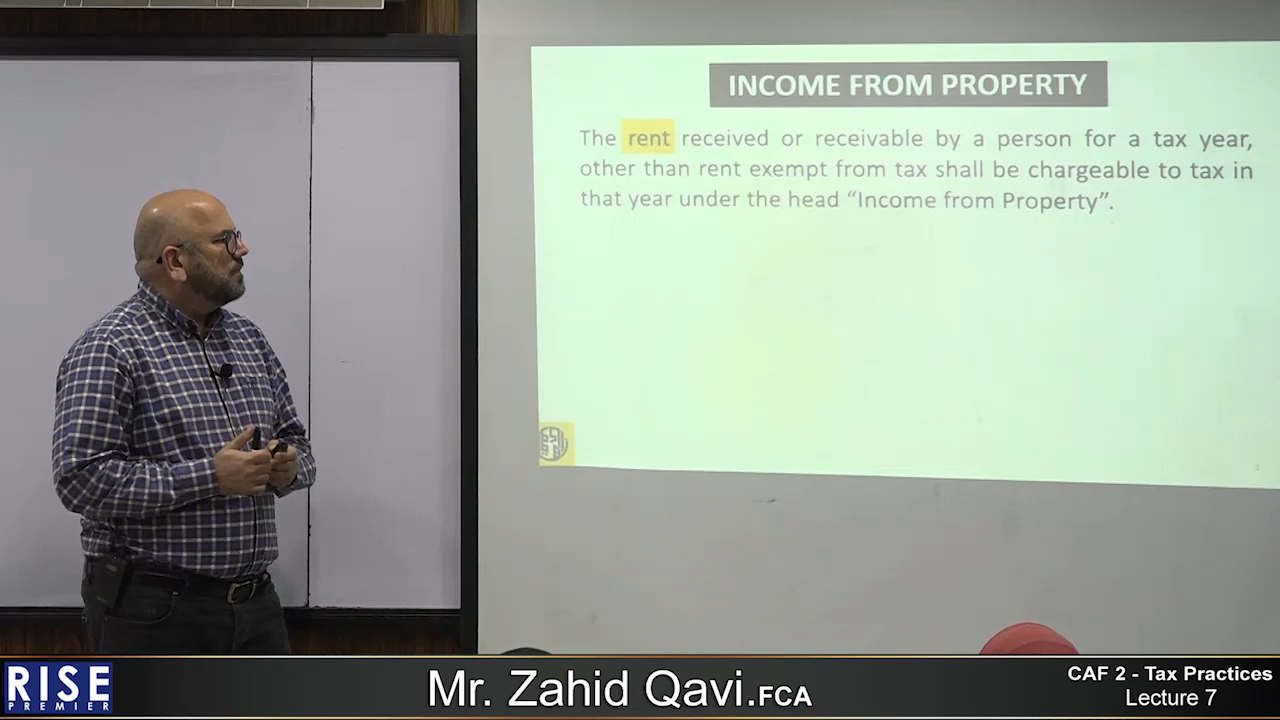 INCOME FROM PROPERTY
The rent received or receivable by a person for a tax year,
other than rent exempt from tax shall be chargeable to tax in
that year under the head “Income from Property”.
RISE
PREMIER
Mr. Zahid Qavi.FCA
CAF 2 - Tax Practices
Lecture 7